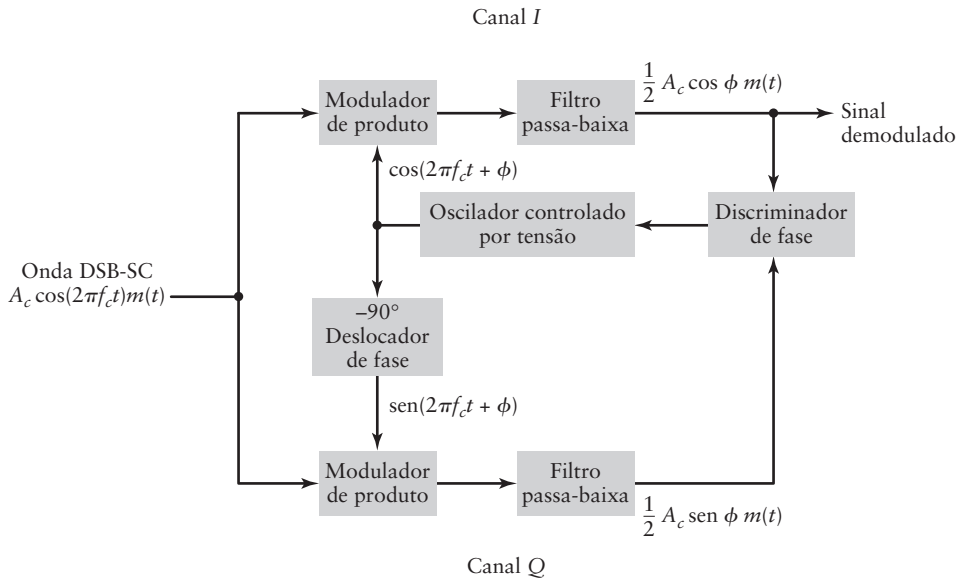 Canal I
Modulador
de produto
Filtro
passa-baixa
1/2 A_c cos ϕ m(t)
Sinal
demodulado
cos(2πf_ct + ϕ)
Oscilador controlado
por tensão
Discriminador
de fase
Onda DSB-SC
A_c cos(2πf_ct)m(t)
–90°
Deslocador
de fase
sen(2πf_ct + ϕ)
Modulador
de produto
Filtro
passa-baixa
1/2 A_c sen ϕ m(t)
Canal Q